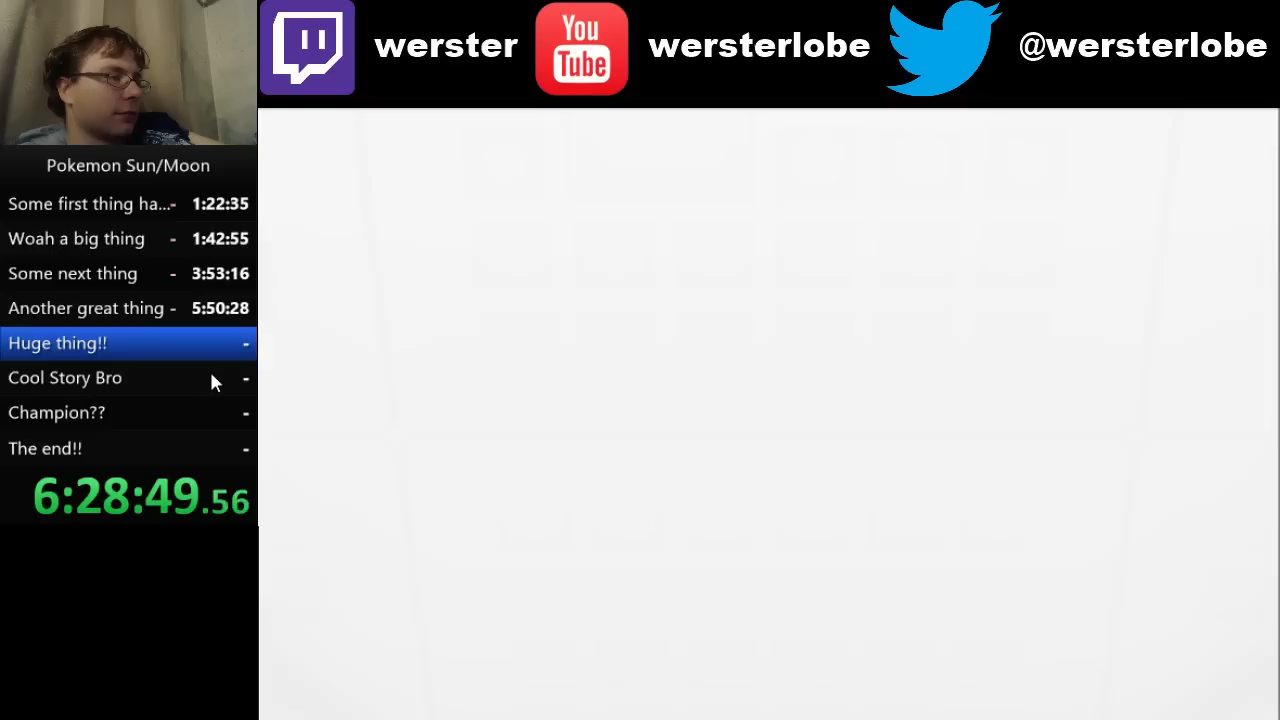 werster
You
Tube
wersterlobe
@wersterlobe
Pokemon Sun/Moon
Some first thing ha...- 1:22:35
Woah a big thing - 1:42:55
Some next thing - 3:53:16
Another great thing - 5:50:28
Huge thing!! -
Cool Story Bro -
Champion?? -
The end!! -
6:28:49.56